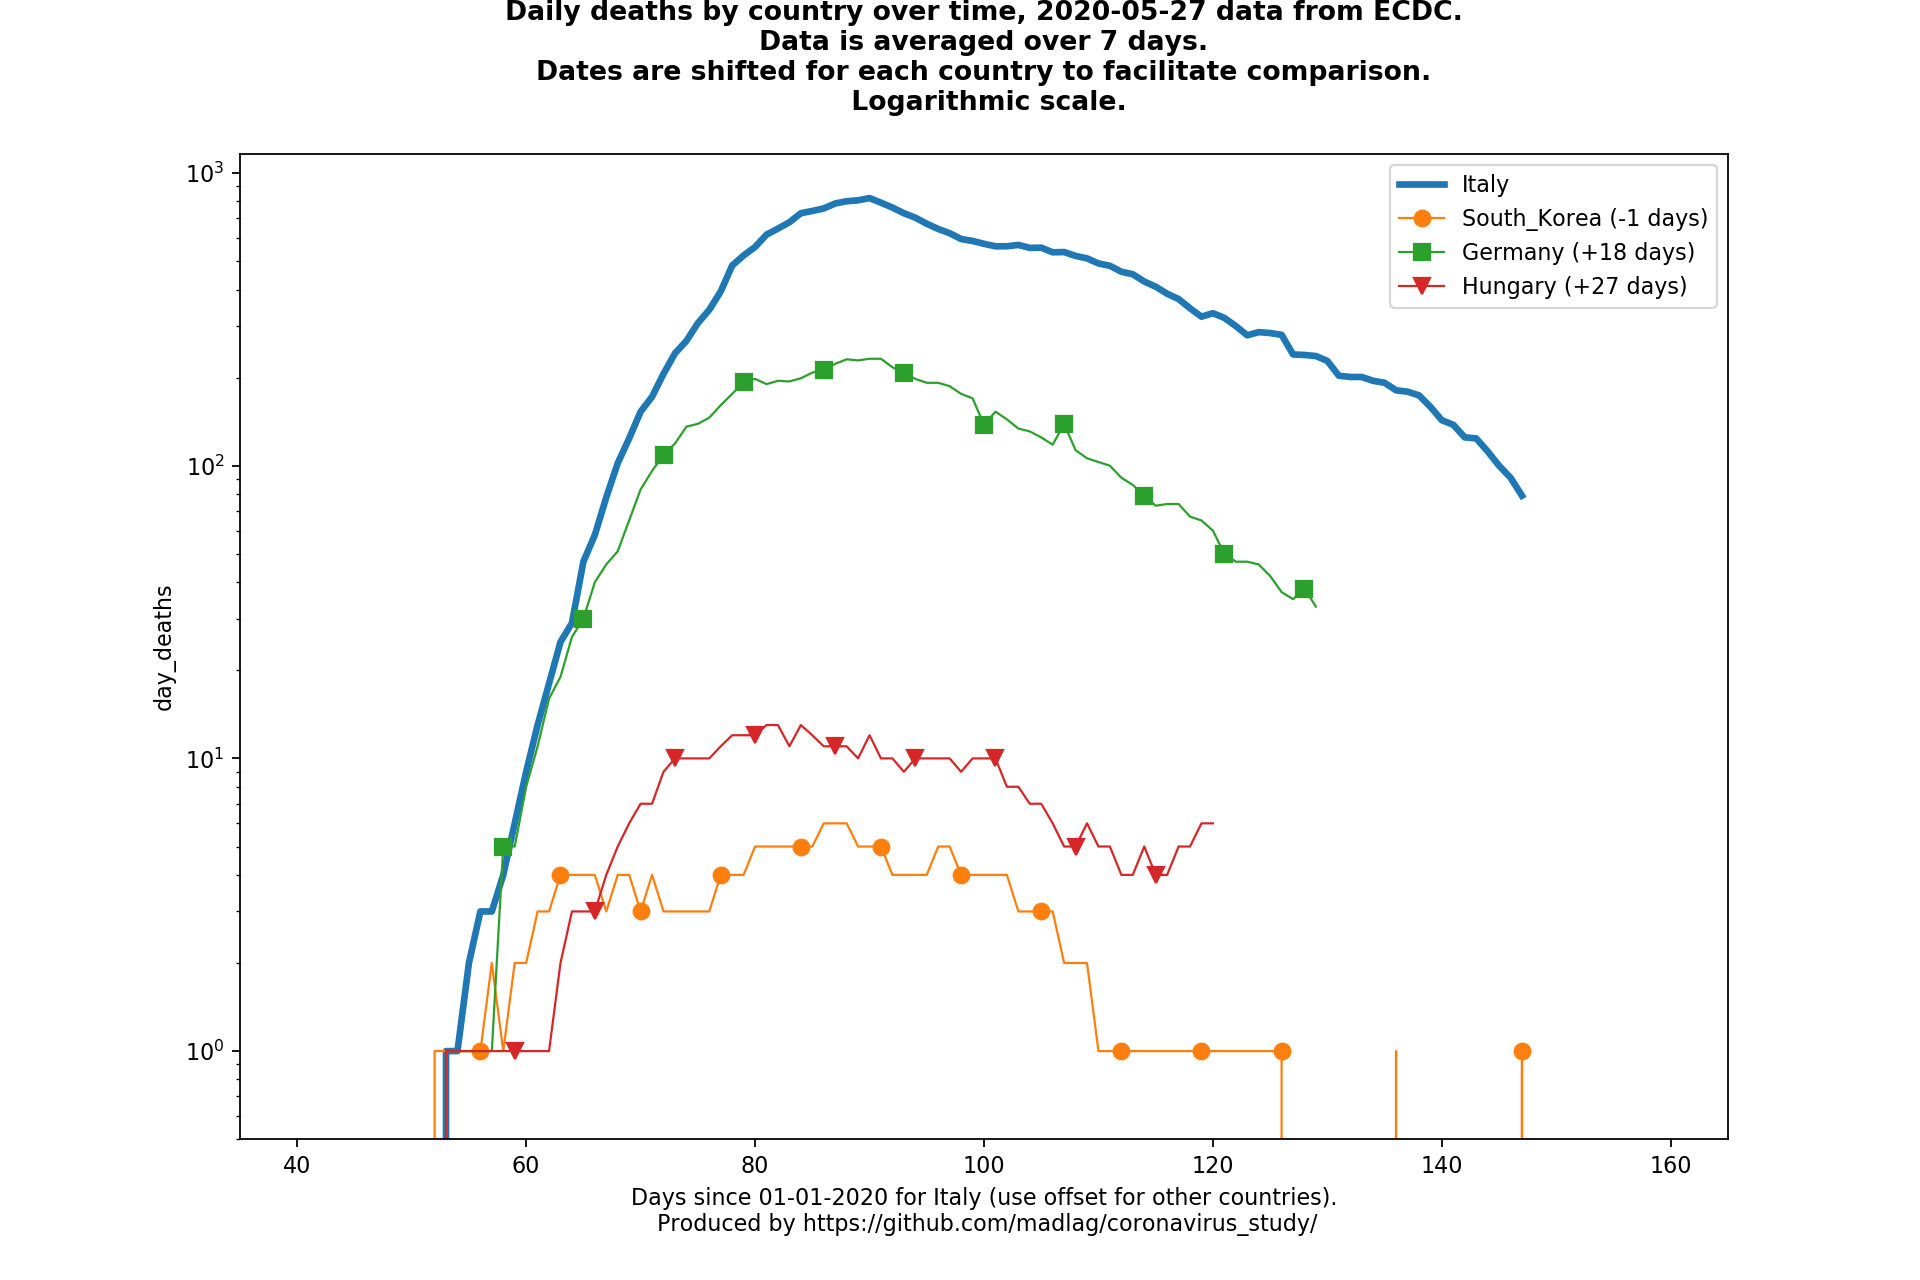 Daily deaths by country over time, 2020-05-27 data from ECDC.
Data is averaged over 7 days.
Dates are shifted for each country to facilitate comparison.
Logarithmic scale.
10³
10²
10¹
10⁰
day_deaths
Italy
South_Korea (-1 days)
Germany (+18 days)
Hungary (+27 days)
40 60 80 100 120 140 160
Days since 01-01-2020 for Italy (use offset for other countries).
Produced by https://github.com/madlag/coronavirus_study/